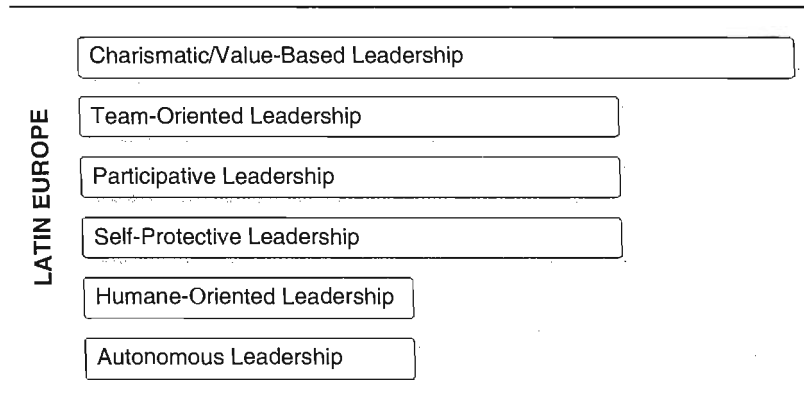 LATIN EUROPE
Charismatic/Value-Based Leadership
Team-Oriented Leadership
Participative Leadership
Self-Protective Leadership
Humane-Oriented Leadership
Autonomous Leadership